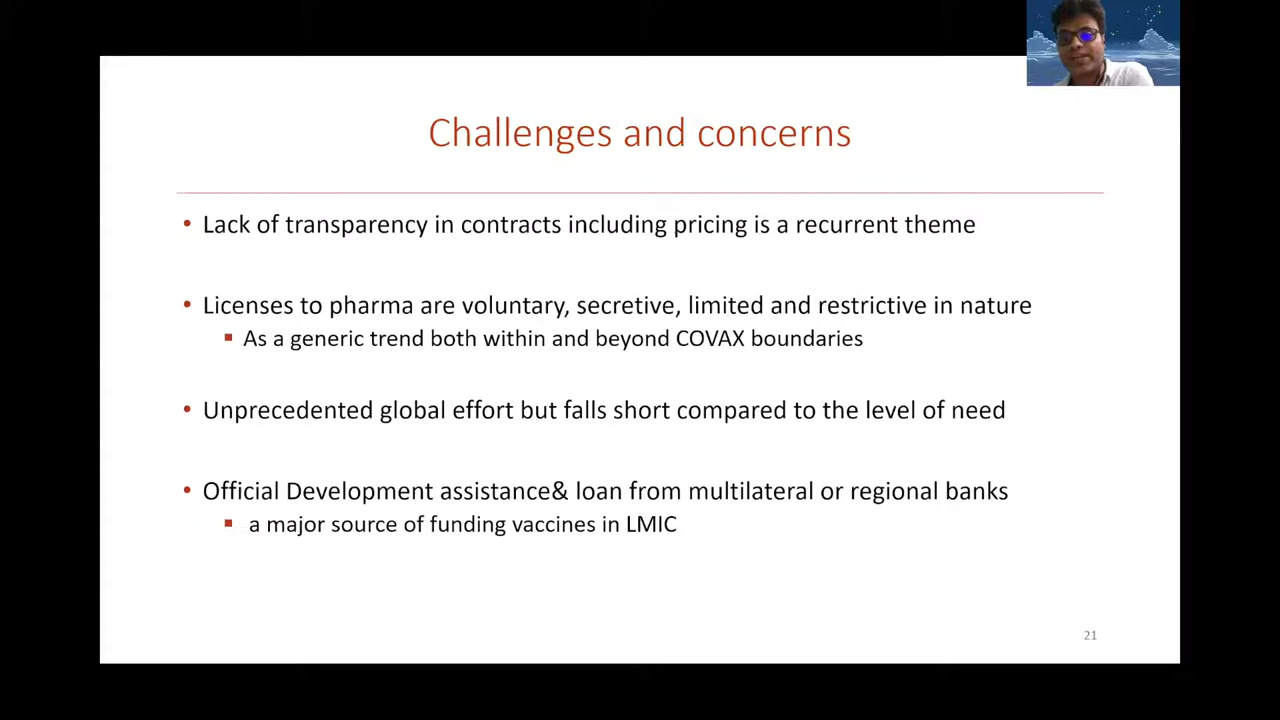 Challenges and concerns
• Lack of transparency in contracts including pricing is a recurrent theme
• Licenses to pharma are voluntary, secretive, limited and restrictive in nature
▪ As a generic trend both within and beyond COVAX boundaries
• Unprecedented global effort but falls short compared to the level of need
• Official Development assistance& loan from multilateral or regional banks
▪ a major source of funding vaccines in LMIC
21